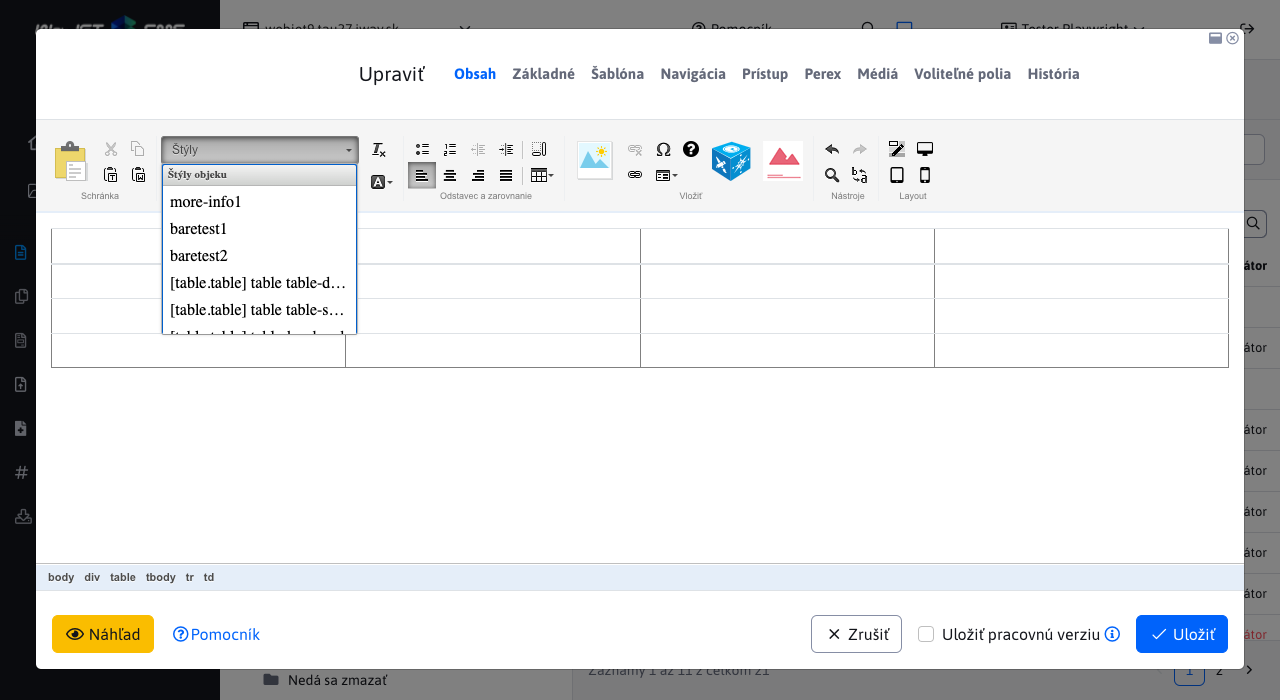 Pomocník
Tester Playwright
Upraviť
Obsah Základné Šablóna Navigácia Prístup Perex Médiá Voliteľné polia História
Štýly
Schránka
Odstavec a zarovnanie
Vložiť
Nástroje
Layout
Štýly objeku
more-info1
baretest1
baretest2
[table.table] table table-d…
[table.table] table table-s…
átor
átor
átor
átor
átor
átor
átor
átor
body div table tbody tr td
Náhľad
Pomocník
Zrušiť
Uložiť pracovnú verziu
Uložiť
Záznamy 1 až 11 z celkom 21
1 2
Nedá sa zmazať